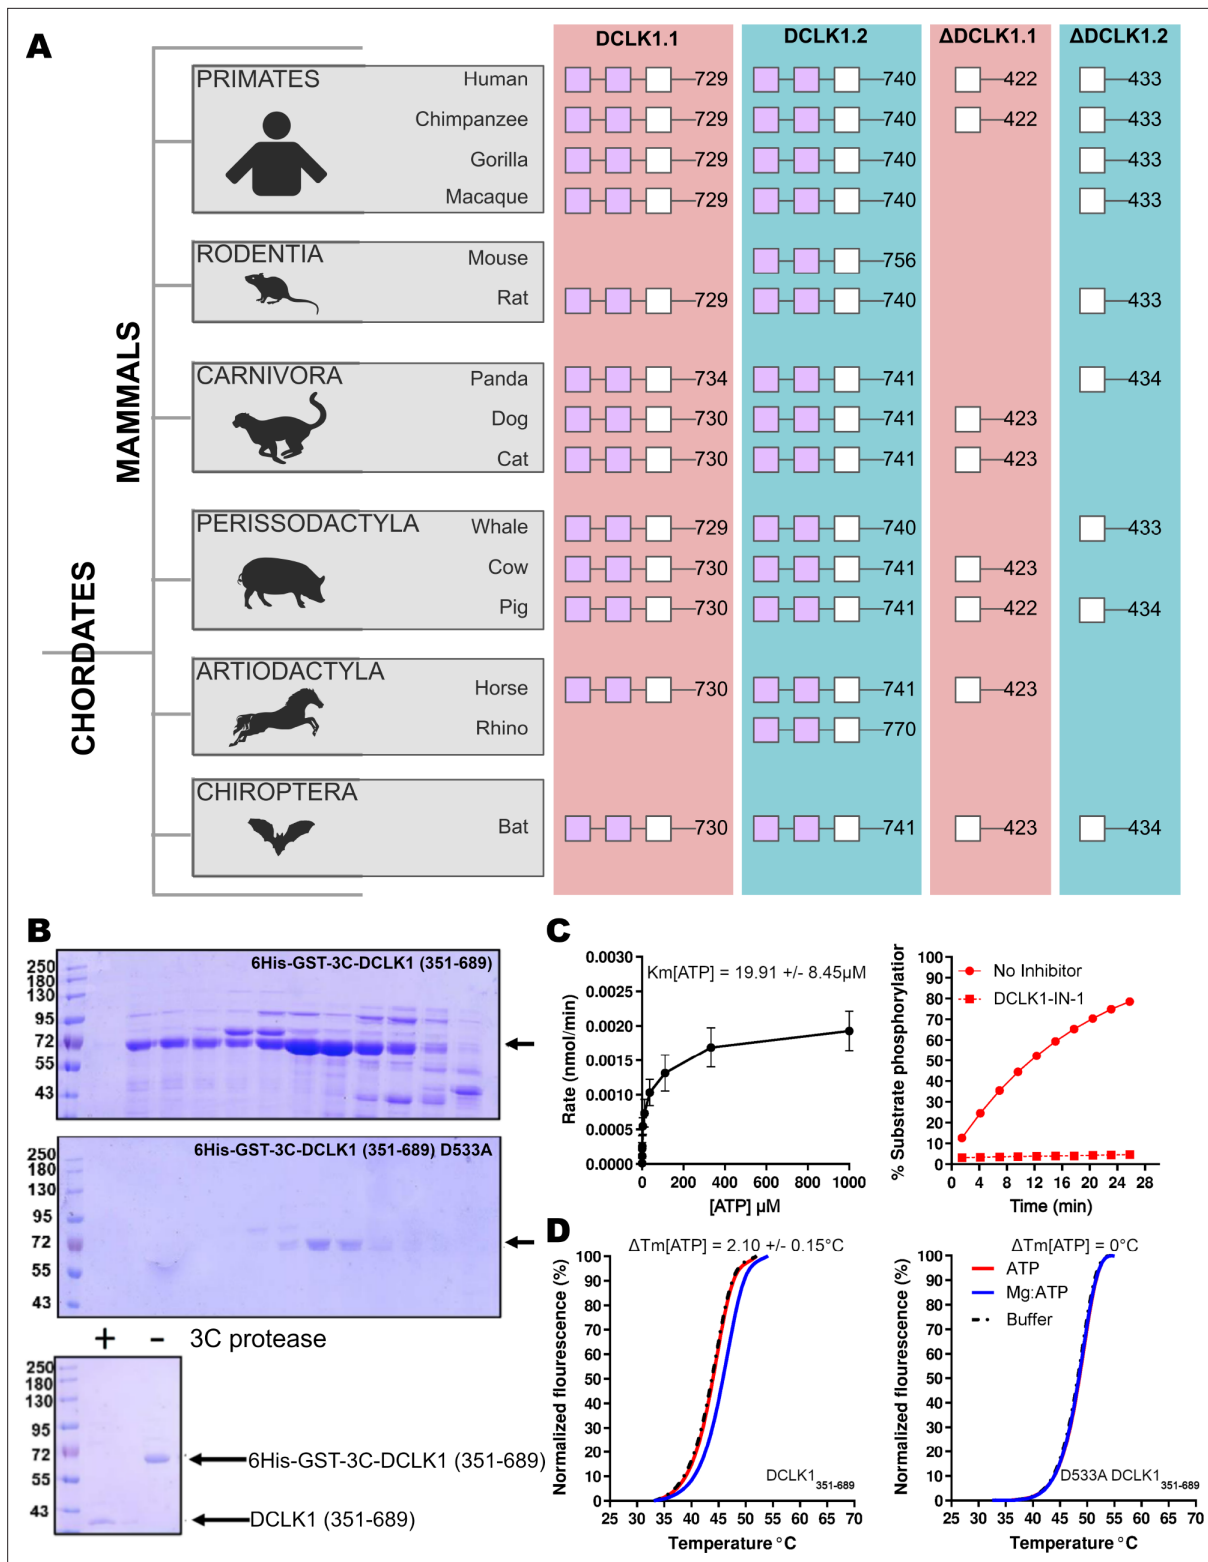 A
DCLK1.1 DCLK1.2 ΔDCLK1.1 ΔDCLK1.2
MAMMALS
CHORDATES
PRIMATES
Human 729 740 422 433
Chimpanzee 729 740 422 433
Gorilla 729 740 433
Macaque 729 740 433
RODENTIA
Mouse 756
Rat 729 740 433
CARNIVORA
Panda 734 741 434
Dog 730 741 423
Cat 730 741 423
PERISSODACTYLA
Whale 729 740 433
Cow 730 741 423
Pig 730 741 422 434
ARTIODACTYLA
Horse 730 741 423
Rhino 770
CHIROPTERA
Bat 730 741 423 434
B
6His-GST-3C-DCLK1 (351-689)
250
180
130
95
72
55
43
6His-GST-3C-DCLK1 (351-689) D533A
250
180
130
95
72
55
43
+ - 3C protease
250
180
130
95
72
55
43
6His-GST-3C-DCLK1 (351-689)
DCLK1 (351-689)
C
Km[ATP] = 19.91 +/- 8.45µM
Rate (nmol/min)
0.0030
0.0025
0.0020
0.0015
0.0010
0.0005
0.0000
0 200 400 600 800 1000
[ATP] µM
% Substrate phosphorylatior
100
90
80
70
60
50
40
30
20
10
0
No Inhibitor
DCLK1-IN-1
0 4 8 12 16 20 24 28
Time (min)
D
ΔTm[ATP] = 2.10 +/- 0.15°C
Normalized flourescence (%)
100
90
80
70
60
50
40
30
20
10
0
DCLK1351-689
25 30 35 40 45 50 55 60 65 70
Temperature °C
ΔTm[ATP] = 0°C
Normalized flourescence (%)
100
90
80
70
60
50
40
30
20
10
0
ATP
Mg:ATP
Buffer
D533A DCLK1351-689
25 30 35 40 45 50 55 60 65 70
Temperature °C